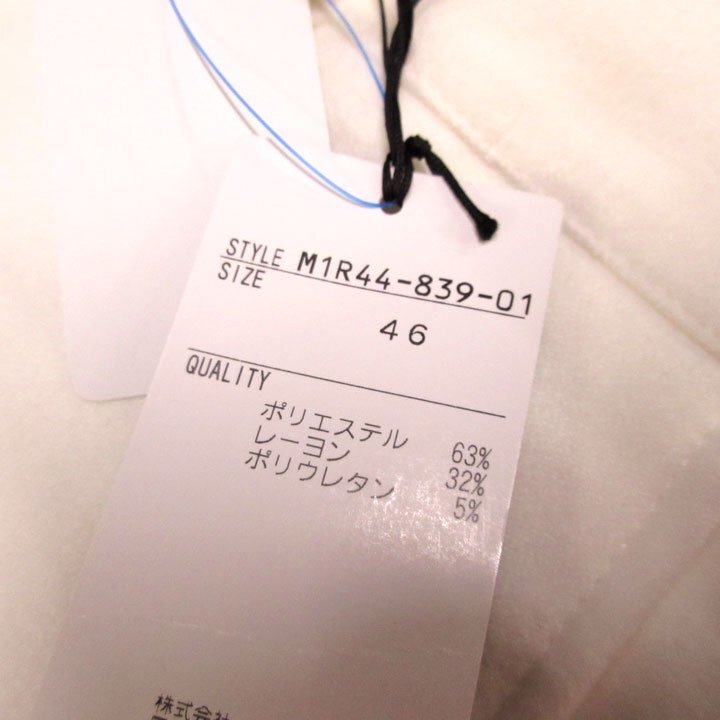 STYLE M1R44-839-01
SIZE
46
QUALITY
ポリエステル 63%
レーヨン 32%
ポリウレタン 5%
株式会社